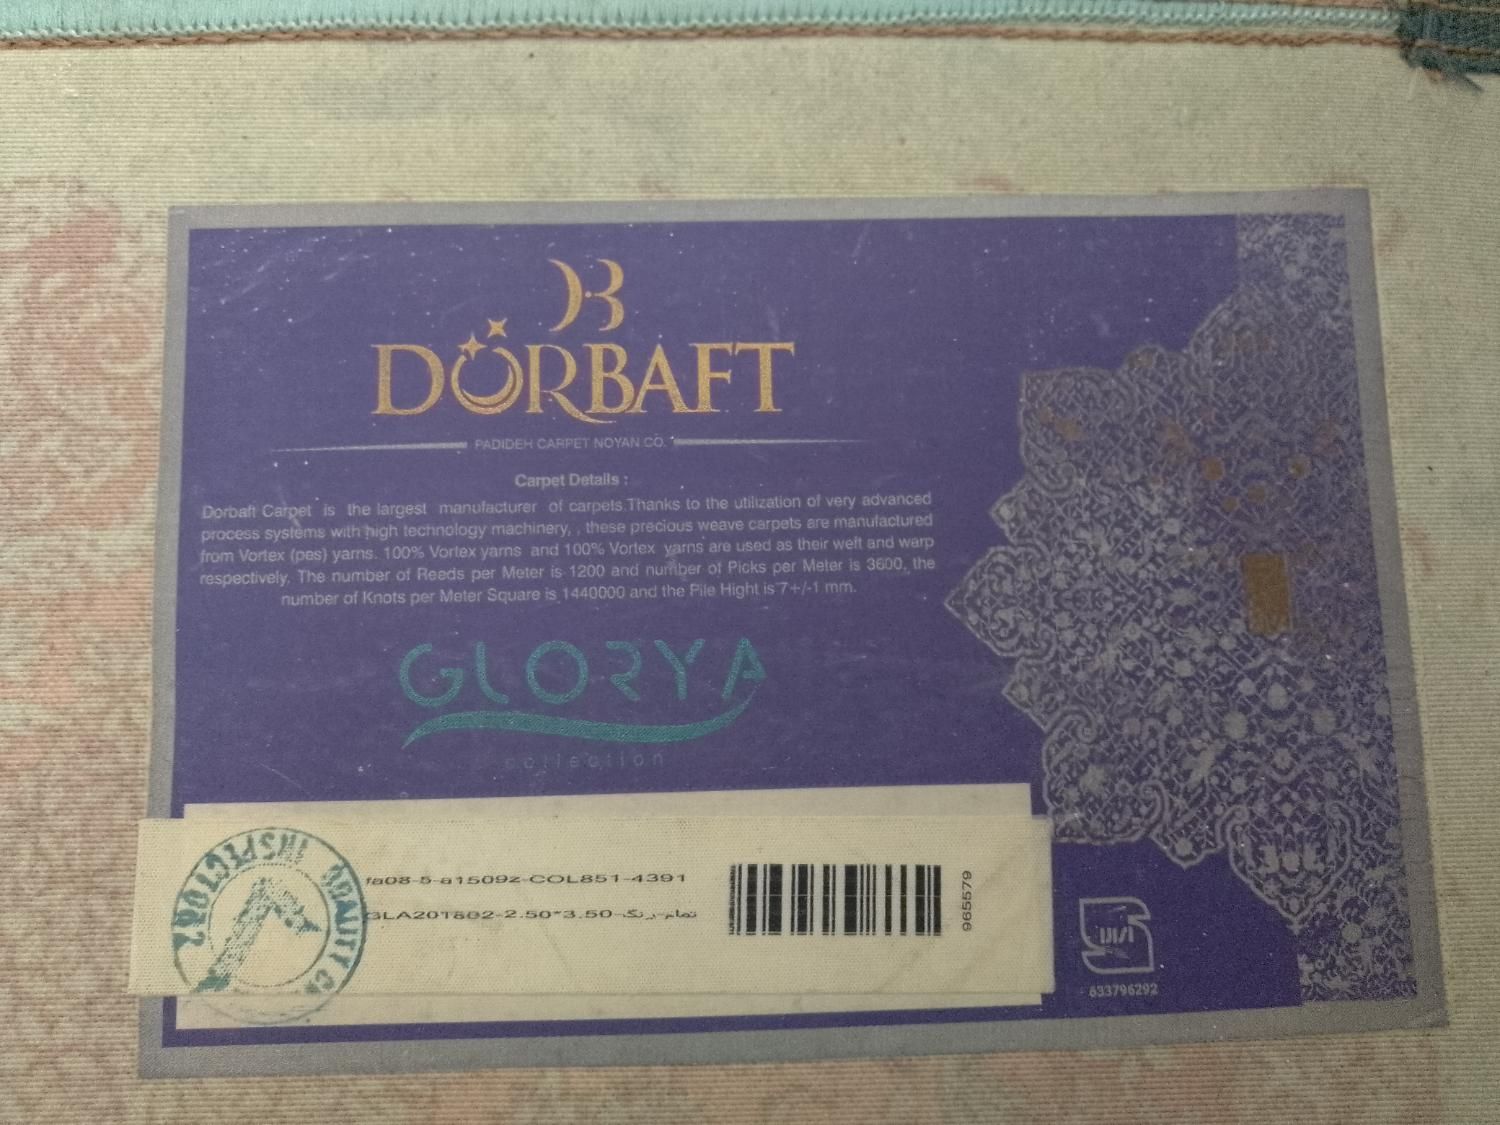 DORBAFT
PADIDEH CARPET NOYAN CO.
Carpet Details :
Dorbaft Carpet is the largest manufacturer of carpets.Thanks to the utilization of very advanced
process systems with high technology machinery, , these precious weave carpets are manufactured
from Vortex (pes) yarns. 100% Vortex yarns and 100% Vortex yarns are used as their weft and warp
respectively. The number of Reeds per Meter is 1200 and number of Picks per Meter is 3600, the
number of Knots per Meter Square is 1440000 and the Pile Hight is 7+/-1 mm.
GLORYA
collection
fa08-5-a15092-COL851-4391
GLA201802-2.50*3.50-تمام-رنگ
965579
QUALITY INSPECTOR
633796292